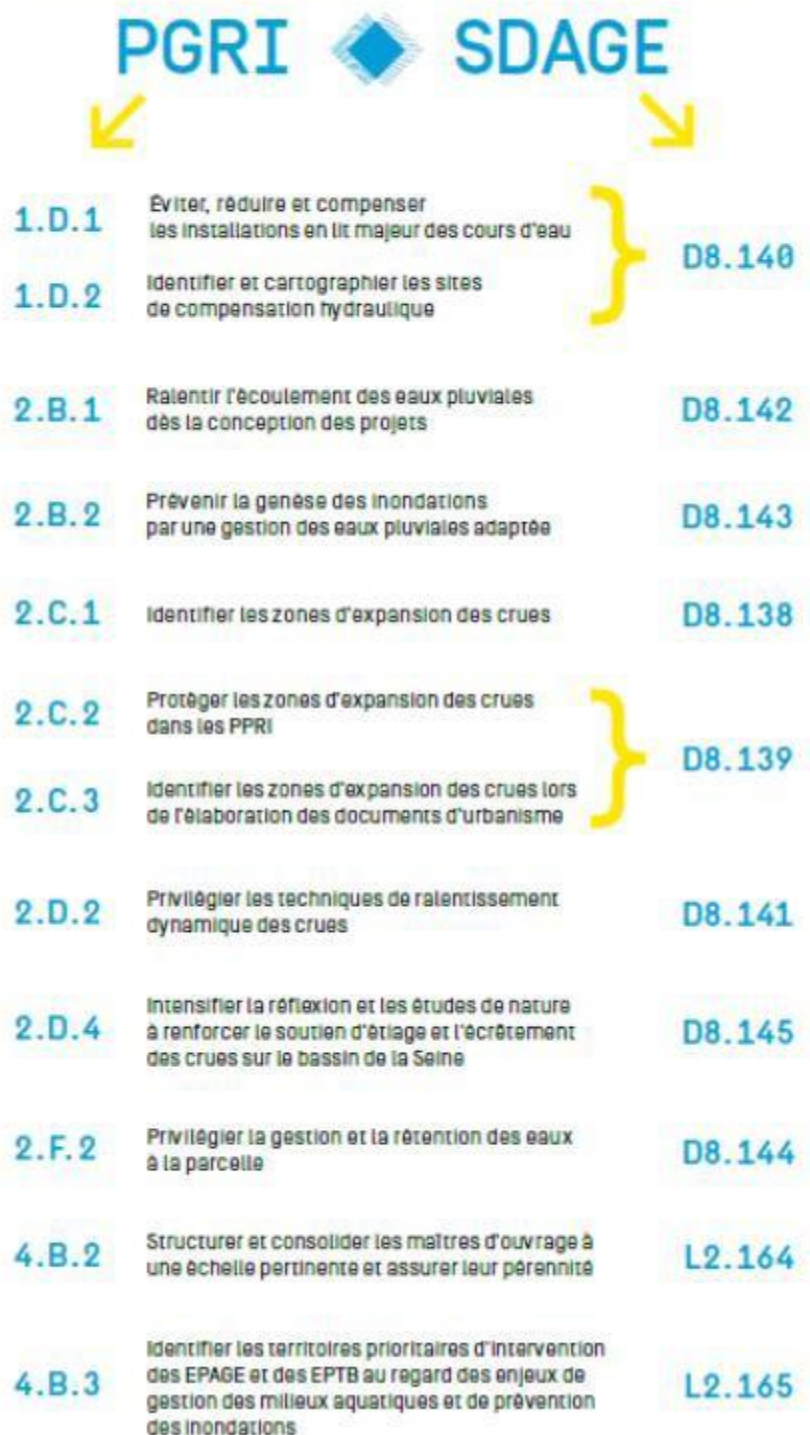 PGRI SDAGE
1.D.1
Éviter, réduire et compenser
les installations en lit majeur des cours d'eau
1.D.2
Identifier et cartographier les sites
de compensation hydraulique
D8.140
2.B.1
Ralentir l'écoulement des eaux pluviales
dès la conception des projets
D8.142
2.B.2
Prévenir la genèse des inondations
par une gestion des eaux pluviales adaptée
D8.143
2.C.1
Identifier les zones d'expansion des crues
D8.138
2.C.2
Protéger les zones d'expansion des crues
dans les PPRI
2.C.3
Identifier les zones d'expansion des crues lors
de l'élaboration des documents d'urbanisme
D8.139
2.D.2
Privilégier les techniques de ralentissement
dynamique des crues
D8.141
2.D.4
Intensifier la réflexion et les études de nature
à renforcer le soutien d'étiage et l'écrêtement
des crues sur le bassin de la Seine
D8.145
2.F.2
Privilégier la gestion et la rétention des eaux
à la parcelle
D8.144
4.B.2
Structurer et consolider les maîtres d'ouvrage à
une échelle pertinente et assurer leur pérennité
L2.164
4.B.3
Identifier les territoires prioritaires d'intervention
des EPAGE et des EPTB au regard des enjeux de
gestion des milieux aquatiques et de prévention
des inondations
L2.165